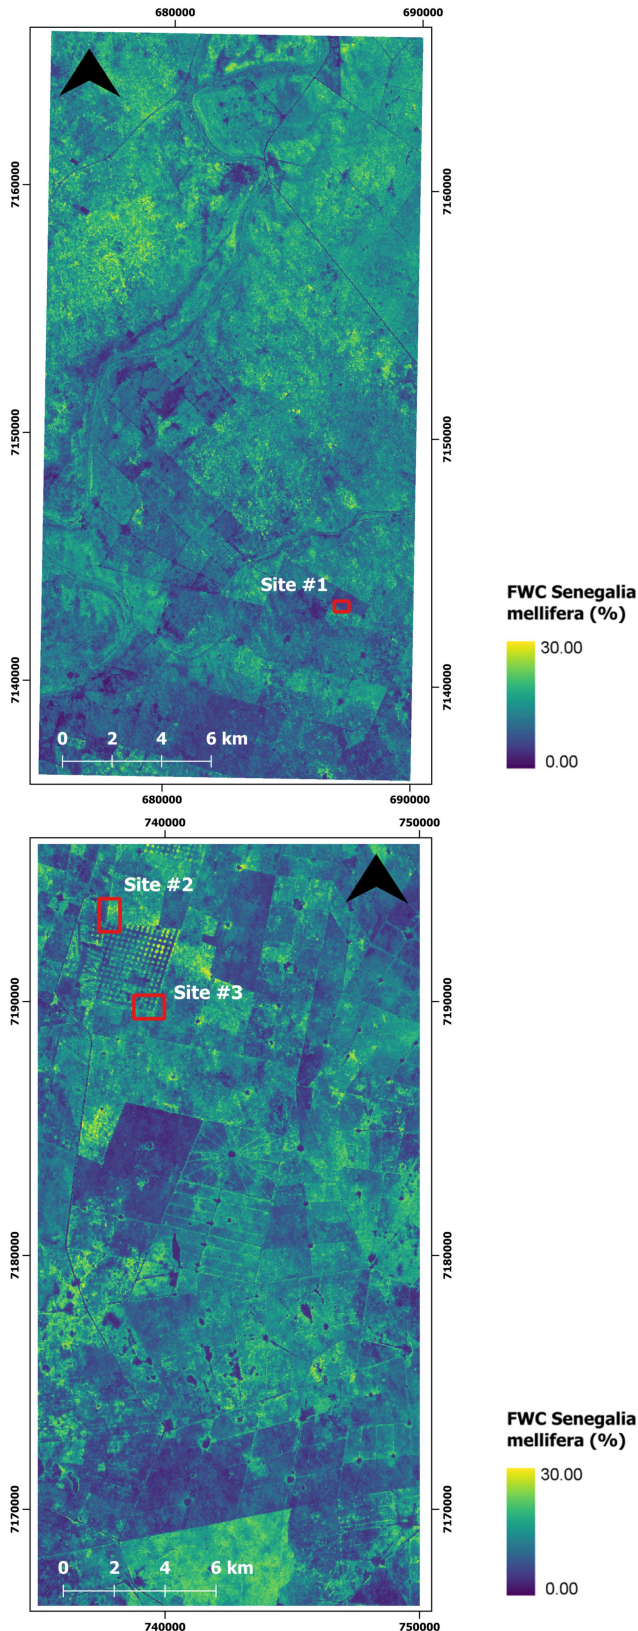 680000
690000
7160000
7160000
7150000
7150000
Site #1
7140000
7140000
0 2 4 6 km
680000
690000
FWC Senegalia
mellifera (%)
30.00
0.00
740000
750000
Site #2
Site #3
7190000
7190000
7180000
7180000
7170000
7170000
0 2 4 6 km
740000
750000
FWC Senegalia
mellifera (%)
30.00
0.00